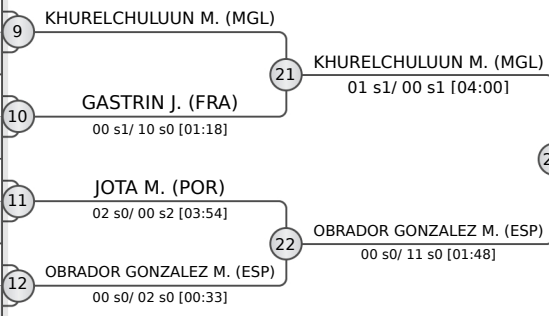 9
KHURELCHULUUN M. (MGL)
21
KHURELCHULUUN M. (MGL)
01 s1/ 00 s1 [04:00]
10
GASTRIN J. (FRA)
00 s1/ 10 s0 [01:18]
11
JOTA M. (POR)
02 s0/ 00 s2 [03:54]
22
OBRADOR GONZALEZ M. (ESP)
00 s0/ 11 s0 [01:48]
12
OBRADOR GONZALEZ M. (ESP)
00 s0/ 02 s0 [00:33]